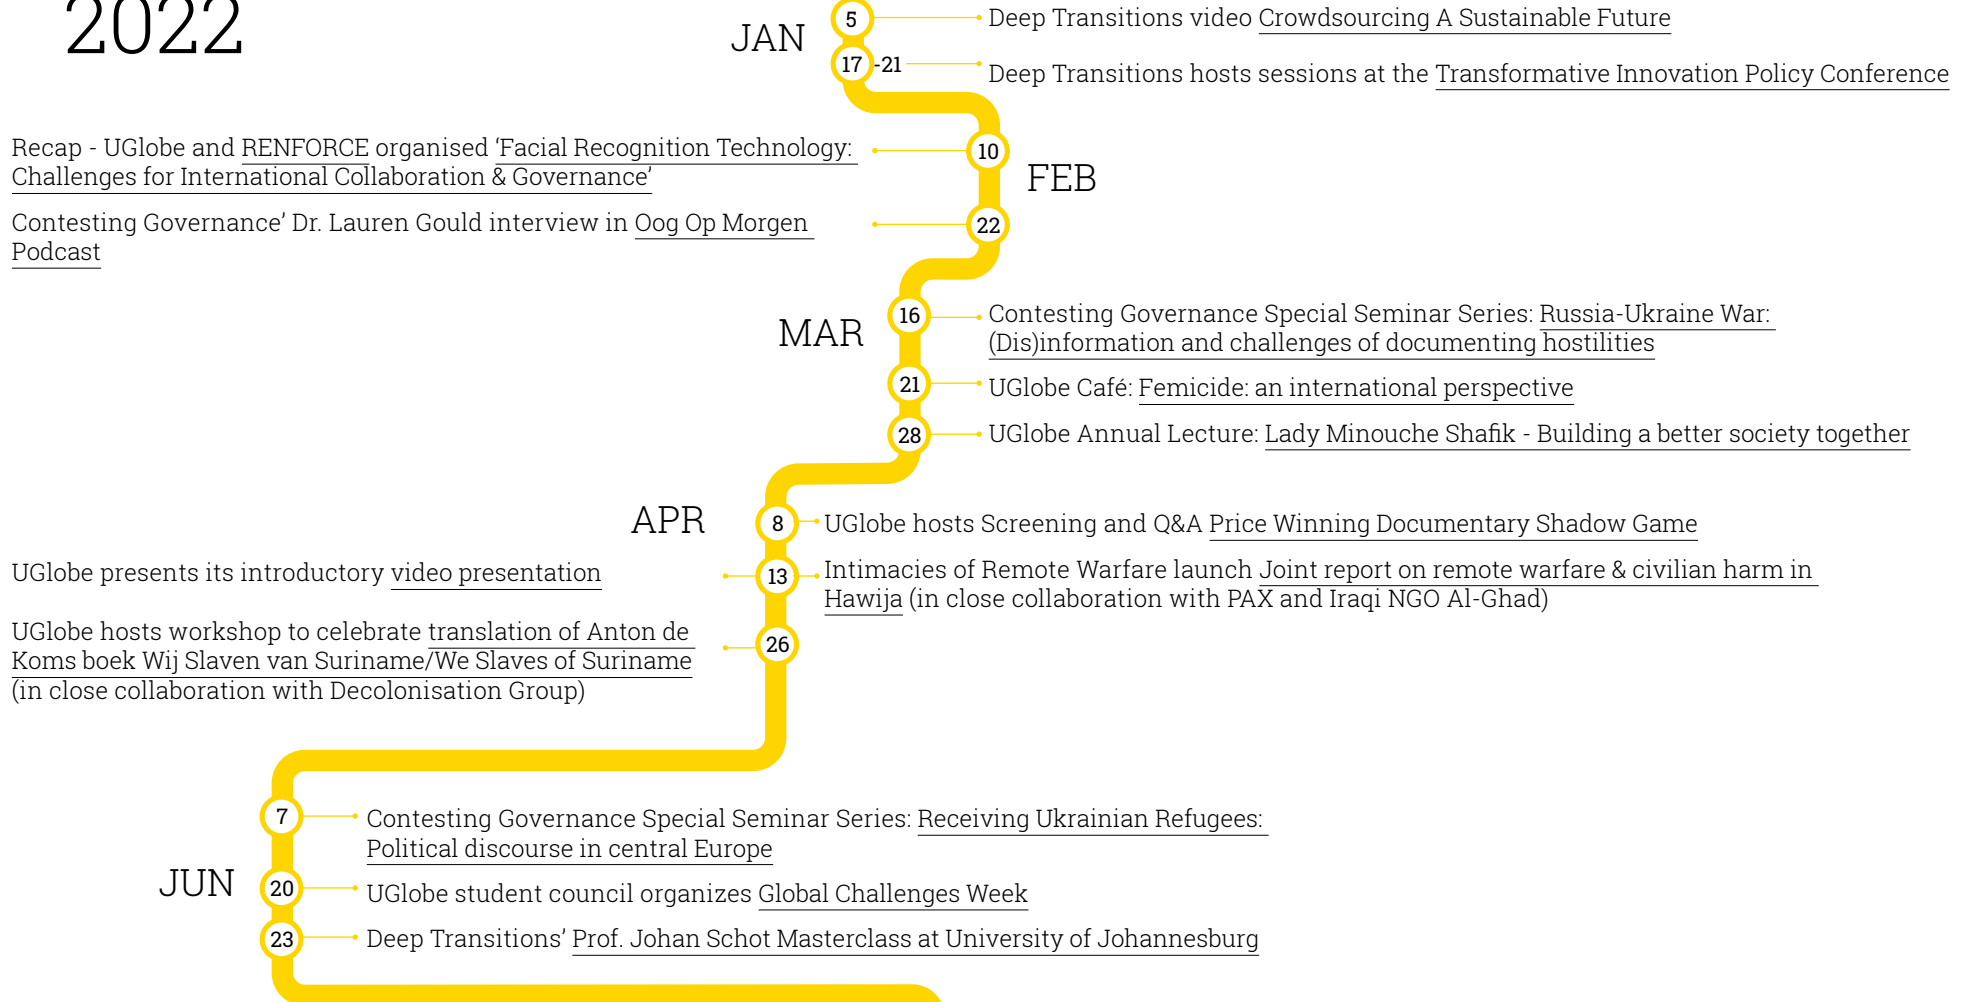 2022
JAN
5
Deep Transitions video Crowdsourcing A Sustainable Future
17 -21
Deep Transitions hosts sessions at the Transformative Innovation Policy Conference
FEB
10
Recap - UGlobe and RENFORCE organised ‘Facial Recognition Technology:
Challenges for International Collaboration & Governance’
22
Contesting Governance’ Dr. Lauren Gould interview in Oog Op Morgen
Podcast
MAR
16
Contesting Governance Special Seminar Series: Russia-Ukraine War:
(Dis)information and challenges of documenting hostilities
21
UGlobe Café: Femicide: an international perspective
28
UGlobe Annual Lecture: Lady Minouche Shafik - Building a better society together
APR
8
UGlobe hosts Screening and Q&A Price Winning Documentary Shadow Game
13
UGlobe presents its introductory video presentation
Intimacies of Remote Warfare launch Joint report on remote warfare & civilian harm in
Hawija (in close collaboration with PAX and Iraqi NGO Al-Ghad)
26
UGlobe hosts workshop to celebrate translation of Anton de
Koms boek Wij Slaven van Suriname/We Slaves of Suriname
(in close collaboration with Decolonisation Group)
JUN
7
Contesting Governance Special Seminar Series: Receiving Ukrainian Refugees:
Political discourse in central Europe
20
UGlobe student council organizes Global Challenges Week
23
Deep Transitions’ Prof. Johan Schot Masterclass at University of Johannesburg